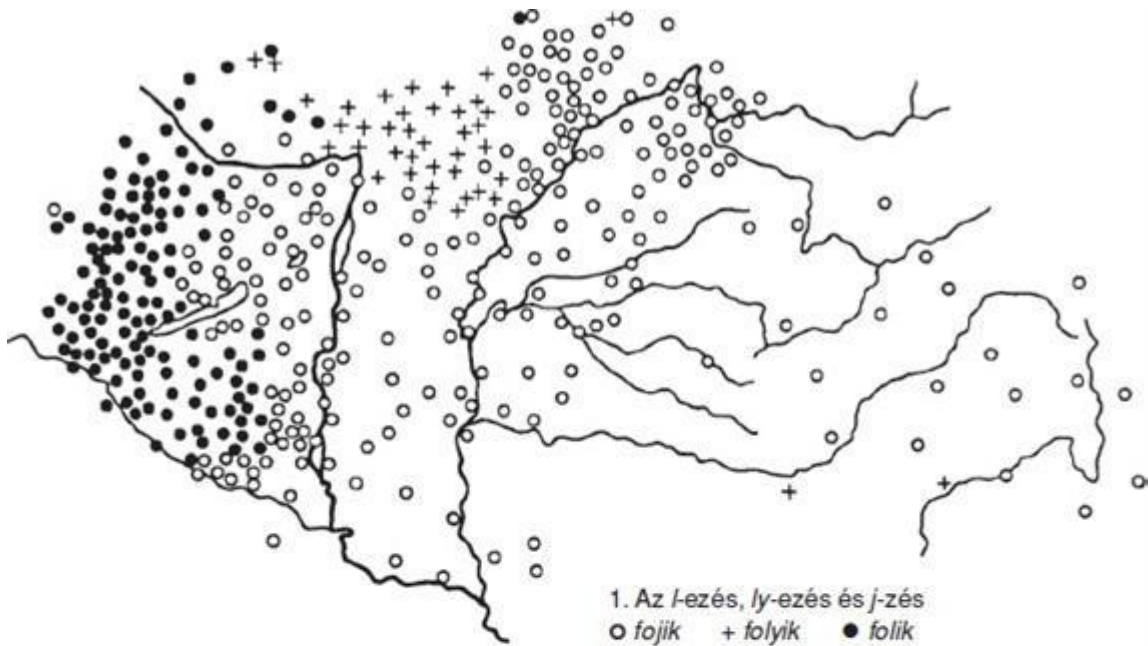 1. Az l-ezés, ly-ezés és j-zés
o fojik + folyik ● folik